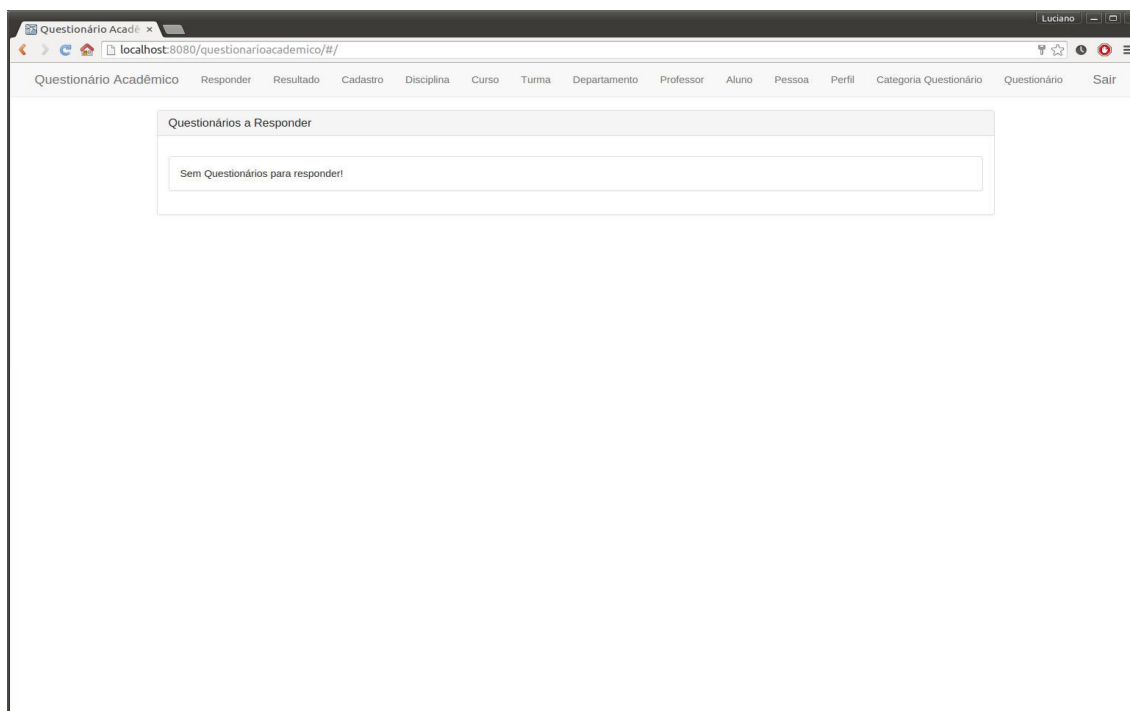 Luciano
Questionário Acadê
localhost:8080/questionarioacademico/#/
Questionário Acadêmico Responder Resultado Cadastro Disciplina Curso Turma Departamento Professor Aluno Pessoa Perfil Categoria Questionário Questionário Sair
Questionários a Responder
Sem Questionários para responder!